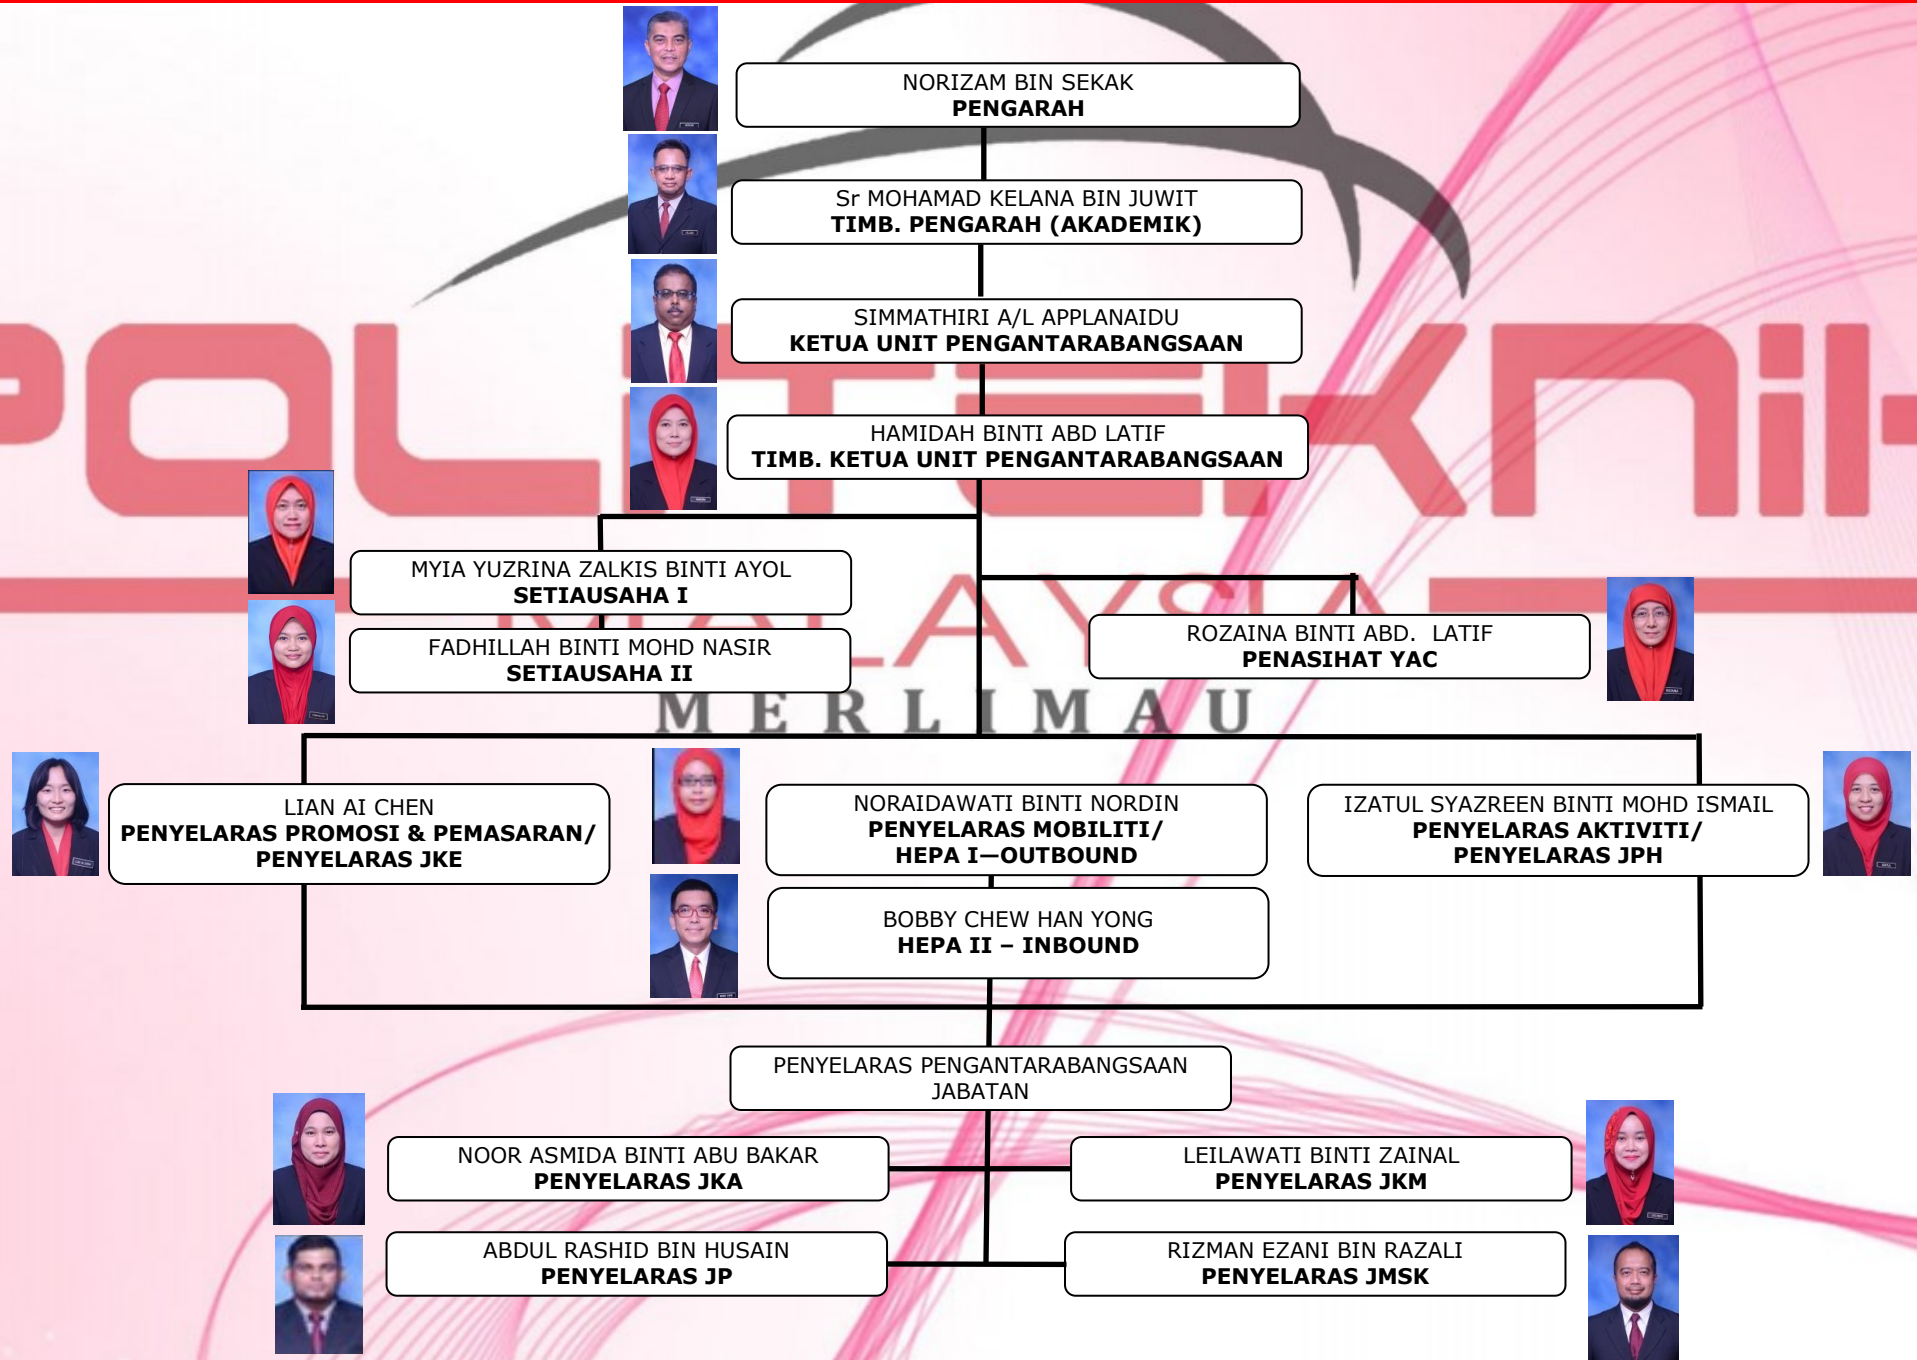 NORIZAM BIN SEKAK
PENGARAH
Sr MOHAMAD KELANA BIN JUWIT
TIMB. PENGARAH (AKADEMIK)
SIMMATHIRI A/L APPLANAIDU
KETUA UNIT PENGANTARABANGSAAN
HAMIDAH BINTI ABD LATIF
TIMB. KETUA UNIT PENGANTARABANGSAAN
POLITEKNIK
MALAYSIA
MERLIMAU
MYIA YUZRINA ZALKIS BINTI AYOL
SETIAUSAHA I
FADHILLAH BINTI MOHD NASIR
SETIAUSAHA II
ROZAINA BINTI ABD. LATIF
PENASIHAT YAC
LIAN AI CHEN
PENYELARAS PROMOSI & PEMASARAN/
PENYELARAS JKE
NORAIDAWATI BINTI NORDIN
PENYELARAS MOBILITI/
HEPA I—OUTBOUND
IZATUL SYAZREEN BINTI MOHD ISMAIL
PENYELARAS AKTIVITI/
PENYELARAS JPH
BOBBY CHEW HAN YONG
HEPA II – INBOUND
PENYELARAS PENGANTARABANGSAAN
JABATAN
NOOR ASMIDA BINTI ABU BAKAR
PENYELARAS JKA
LEILAWATI BINTI ZAINAL
PENYELARAS JKM
ABDUL RASHID BIN HUSAIN
PENYELARAS JP
RIZMAN EZANI BIN RAZALI
PENYELARAS JMSK